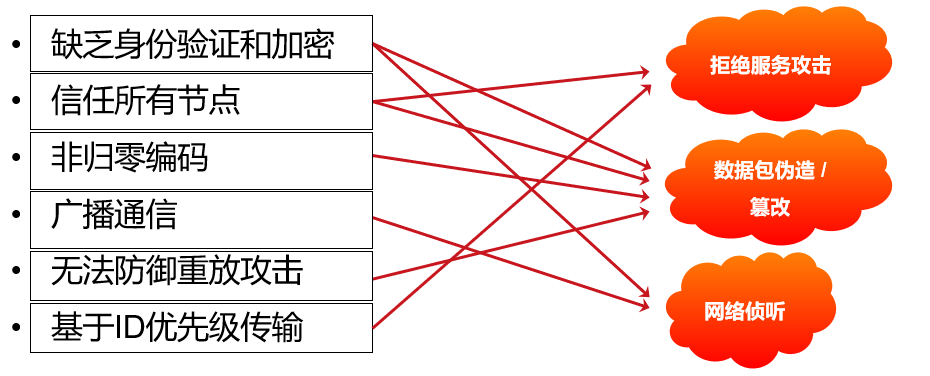 • 缺乏身份验证和加密
• 信任所有节点
• 非归零编码
• 广播通信
• 无法防御重放攻击
• 基于ID优先级传输
拒绝服务攻击
数据包伪造 /
篡改
网络侦听